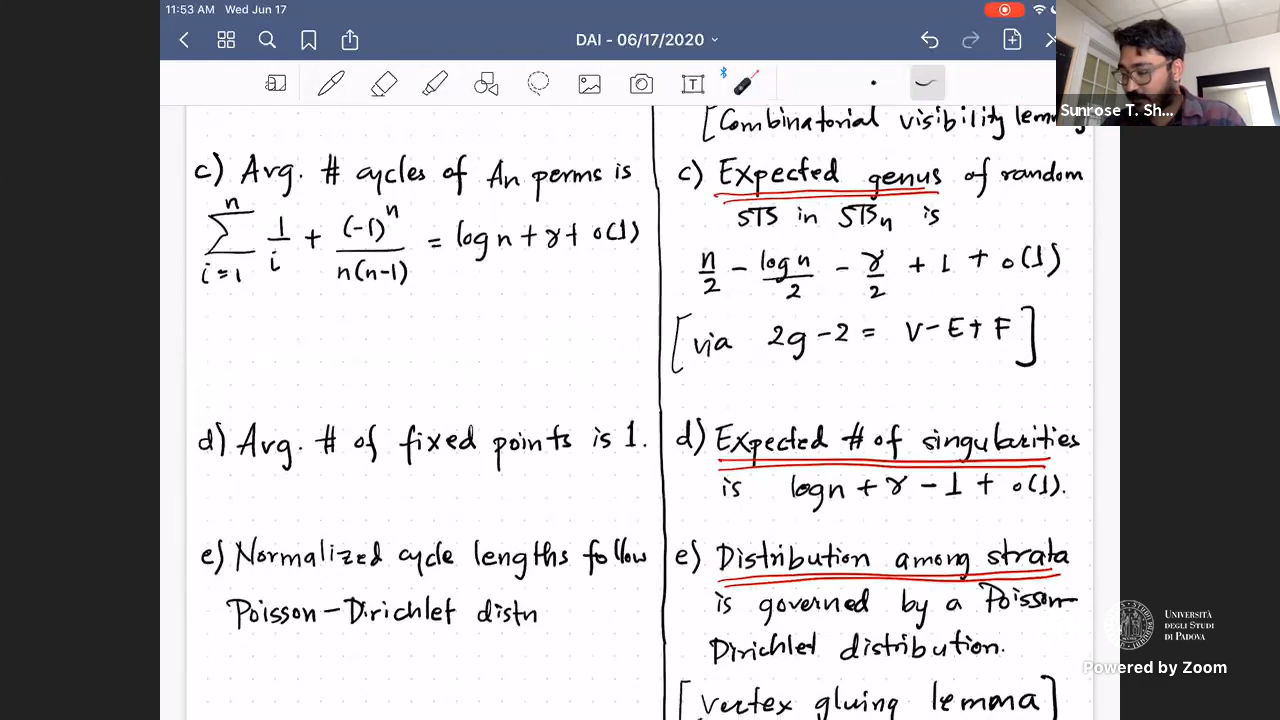 11:53 AM Wed Jun 17
DAI - 06/17/2020
Sunrose T. Sh...
c) Avg. # cycles of An perms is
n
∑ 1/i + (-1)^n / n(n-1) = log n + γ + o(1)
i=1
d) Avg. # of fixed points is 1.
e) Normalized cycle lengths follow
Poisson-Dirichlet distn
[Combinatorial visibility lemma]
c) Expected genus of random
STS in STSn is
n/2 - log n/2 - γ/2 + 1 + o(1)
[via 2g-2 = V-E+F]
d) Expected # of singularities
is log n + γ - 1 + o(1).
e) Distribution among strata
is governed by a Poisson-
Dirichlet distribution.
[vertex gluing lemma]
UNIVERSITÀ
DEGLI STUDI
DI PADOVA
Powered by Zoom